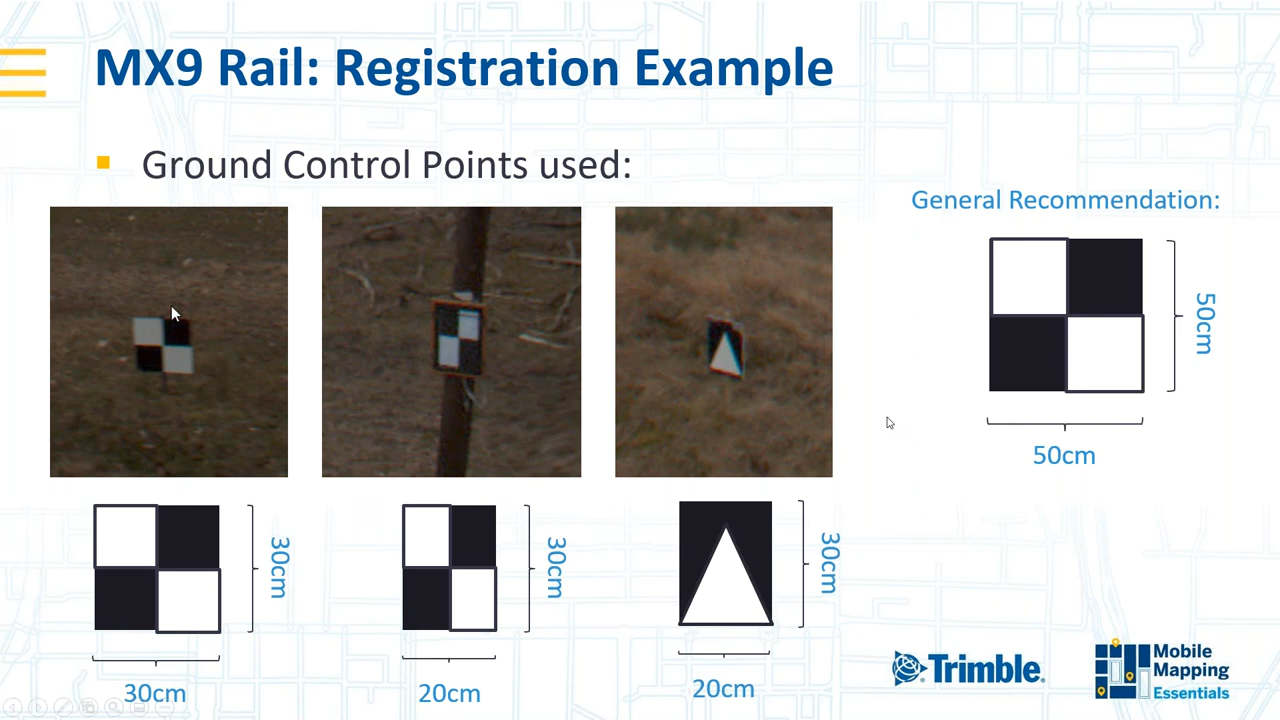 MX9 Rail: Registration Example
Ground Control Points used:
General Recommendation:
50cm
50cm
30cm
30cm
30cm
30cm
20cm
20cm
Trimble
Mobile
Mapping
Essentials